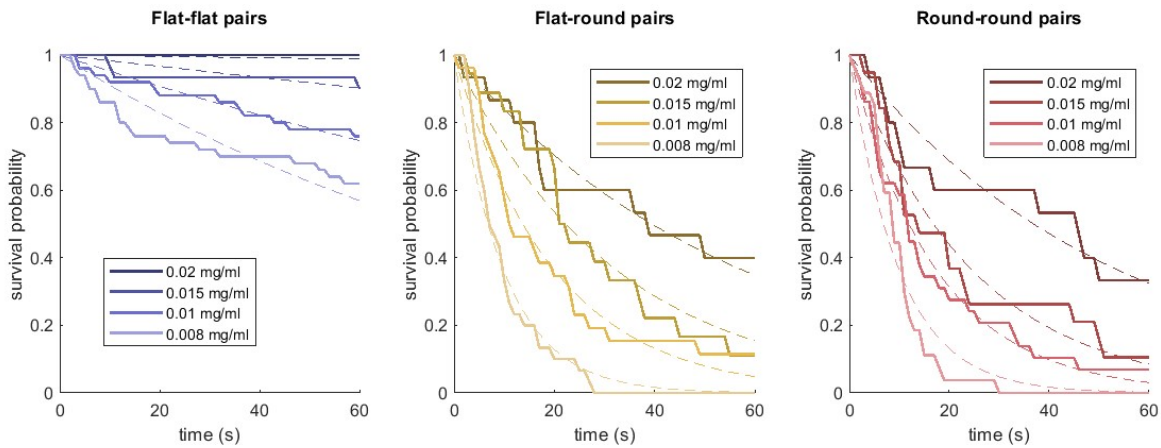 Flat-flat pairs
1
0.8
0.6
0.4
0.2
0
survival probability
0.02 mg/ml
0.015 mg/ml
0.01 mg/ml
0.008 mg/ml
0 20 40 60
time (s)
Flat-round pairs
1
0.8
0.6
0.4
0.2
0
survival probability
0.02 mg/ml
0.015 mg/ml
0.01 mg/ml
0.008 mg/ml
0 20 40 60
time (s)
Round-round pairs
1
0.8
0.6
0.4
0.2
0
survival probability
0.02 mg/ml
0.015 mg/ml
0.01 mg/ml
0.008 mg/ml
0 20 40 60
time (s)